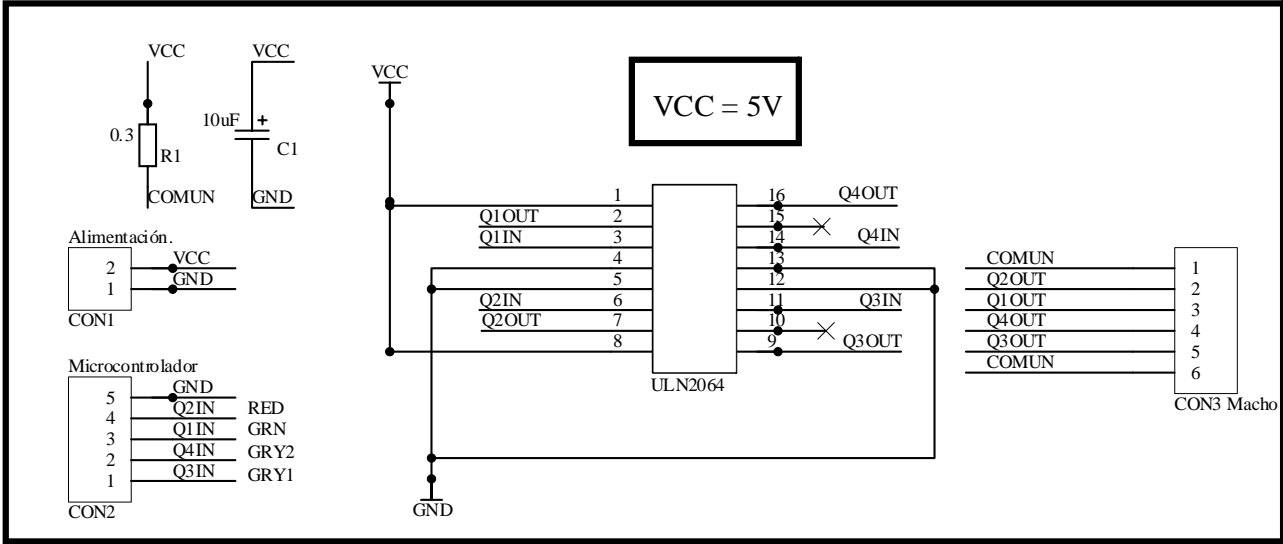 VCC
VCC
VCC
VCC = 5V
10uF
+
0.3
R1
C1
COMUN
GND
1
2
3
4
5
6
7
8
16
15
14
13
12
11
10
9
Q1OUT
Q1IN
Q2IN
Q2OUT
Q4OUT
Q4IN
Q3IN
Q3OUT
ULN2064
GND
Alimentación.
2 VCC
1 GND
CON1
Microcontrolador
5 GND
4 Q2IN RED
3 Q1IN GRN
2 Q4IN GRY2
1 Q3IN GRY1
CON2
COMUN 1
Q2OUT 2
Q1OUT 3
Q4OUT 4
Q3OUT 5
COMUN 6
CON3 Macho